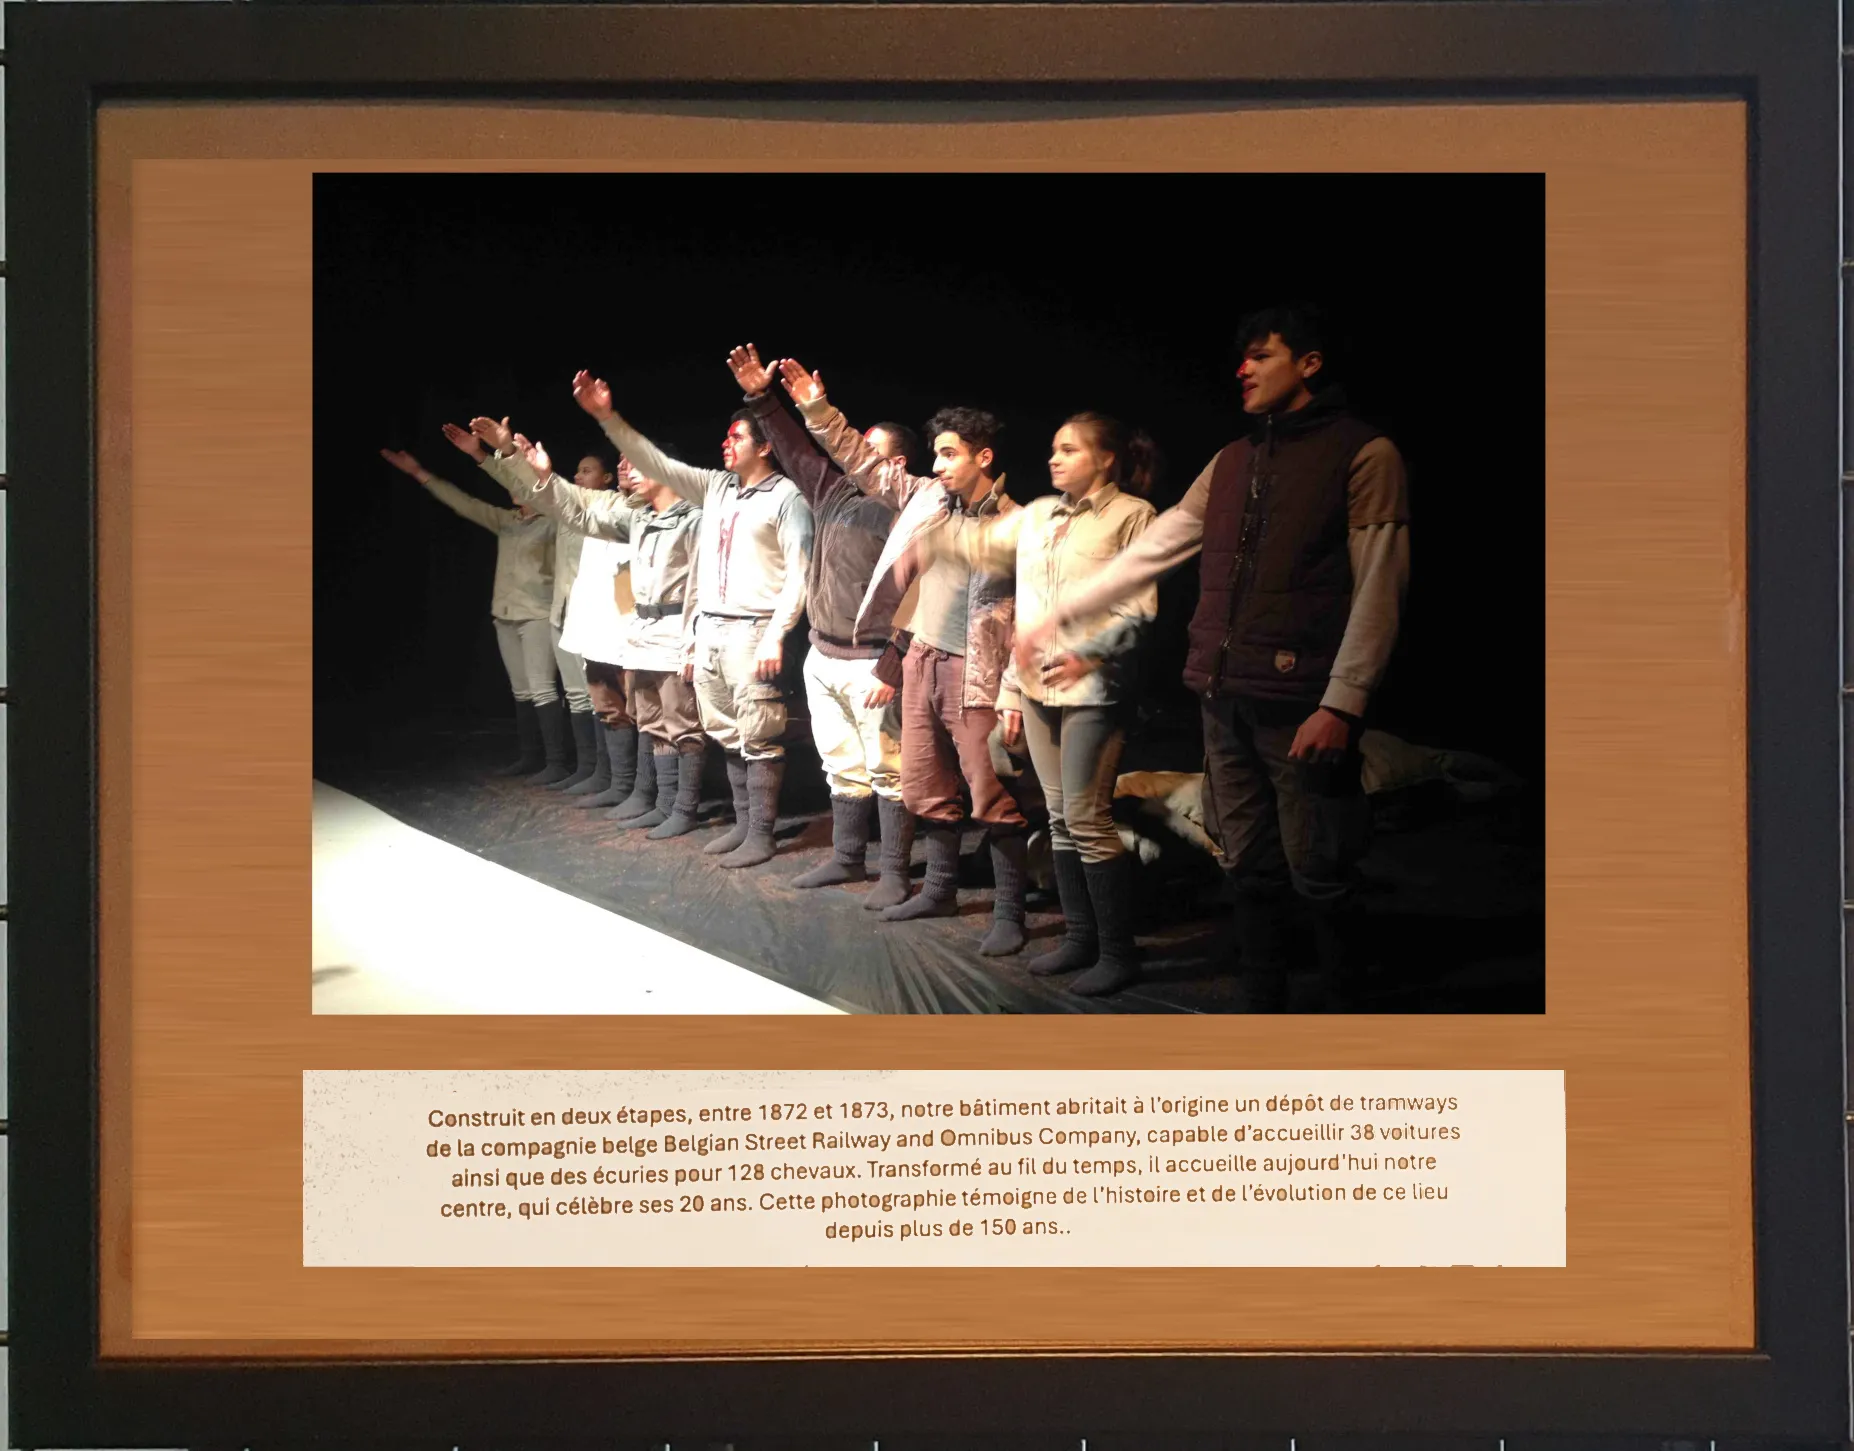 Construit en deux étapes, entre 1872 et 1873, notre bâtiment abritait à l'origine un dépôt de tramways
de la compagnie belge Belgian Street Railway and Omnibus Company, capable d'accueillir 38 voitures
ainsi que des écuries pour 128 chevaux. Transformé au fil du temps, il accueille aujourd'hui notre
centre, qui célèbre ses 20 ans. Cette photographie témoigne de l'histoire et de l'évolution de ce lieu
depuis plus de 150 ans..